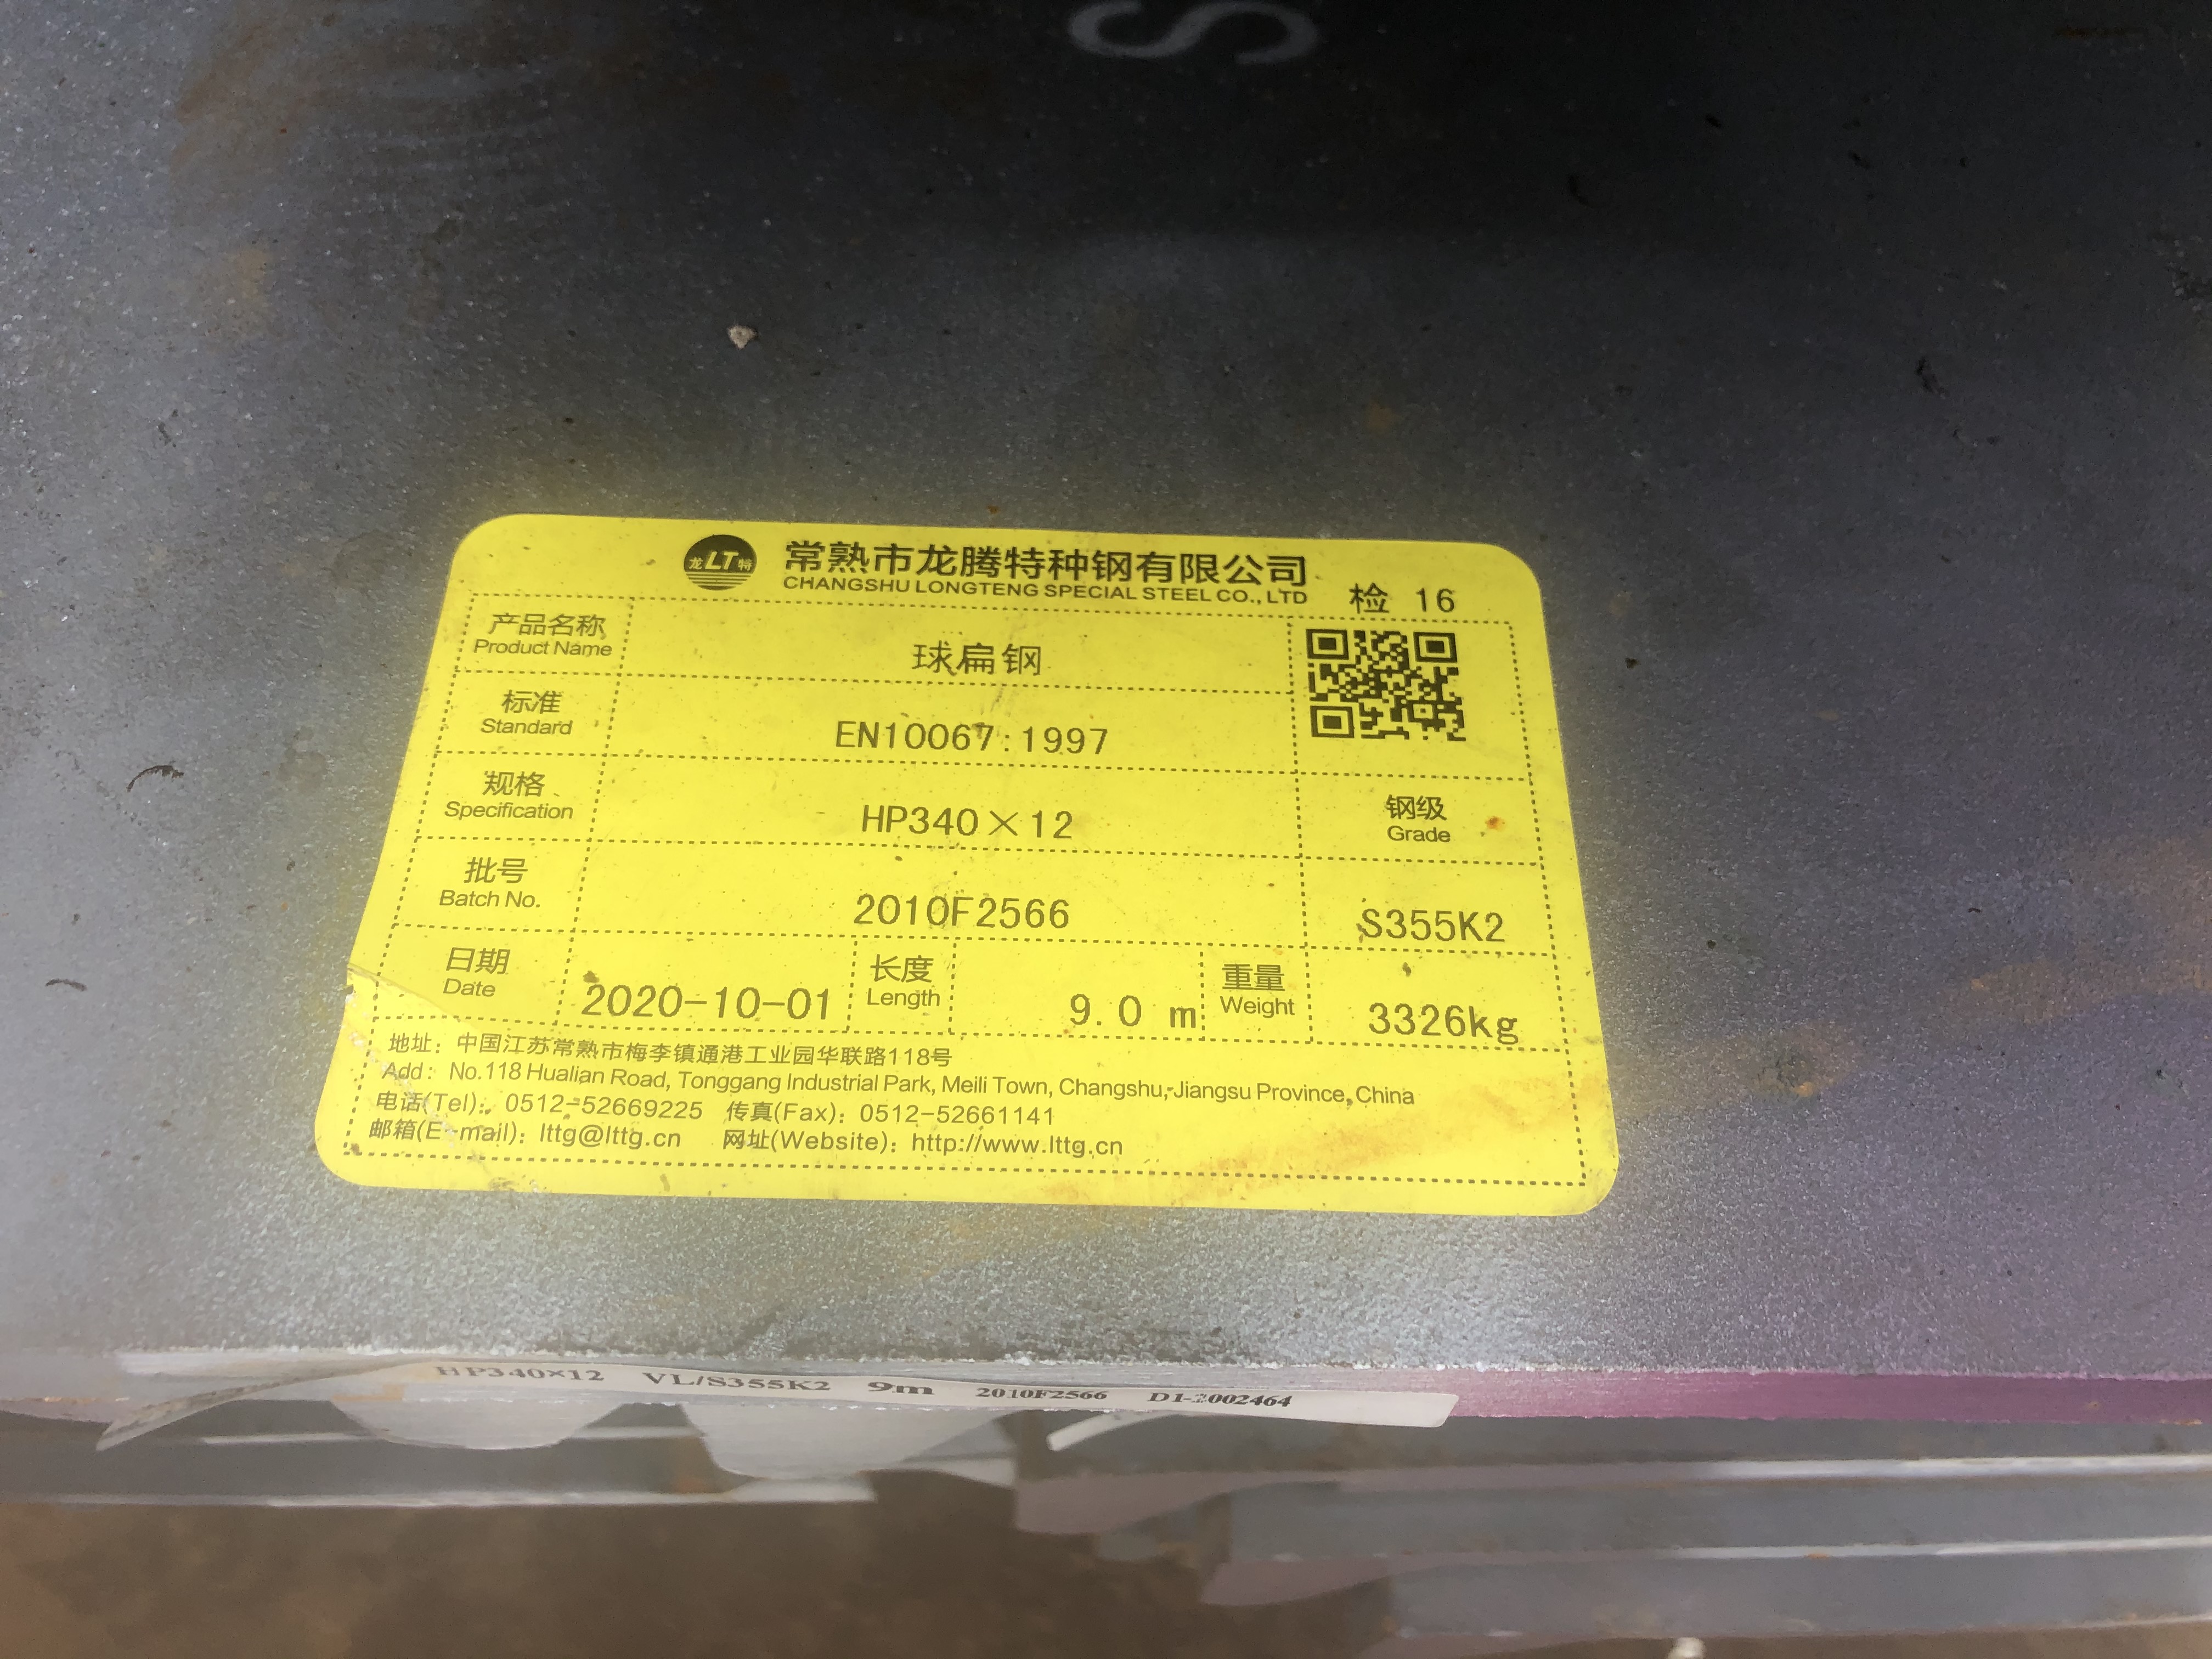 S
龙LT特
常熟市龙腾特种钢有限公司
CHANGSHU LONGTENG SPECIAL STEEL CO., LTD
检 16
产品名称
Product Name
球扁钢
标准
Standard
EN10067:1997
规格
Specification
HP340×12
钢级
Grade
批号
Batch No.
2010F2566
S355K2
日期
Date
2020-10-01
长度
Length
9.0 m
重量
Weight
3326kg
地址：中国江苏常熟市梅李镇通港工业园华联路118号
Add：No.118 Hualian Road, Tonggang Industrial Park, Meili Town, Changshu, Jiangsu Province, China
电话(Tel)：0512-52669225 传真(Fax)：0512-52661141
邮箱(E-mail)：lttg@lttg.cn 网址(Website)：http://www.lttg.cn
HP340×12 VL/S355K2 9m 2010F2566 D1-2002464